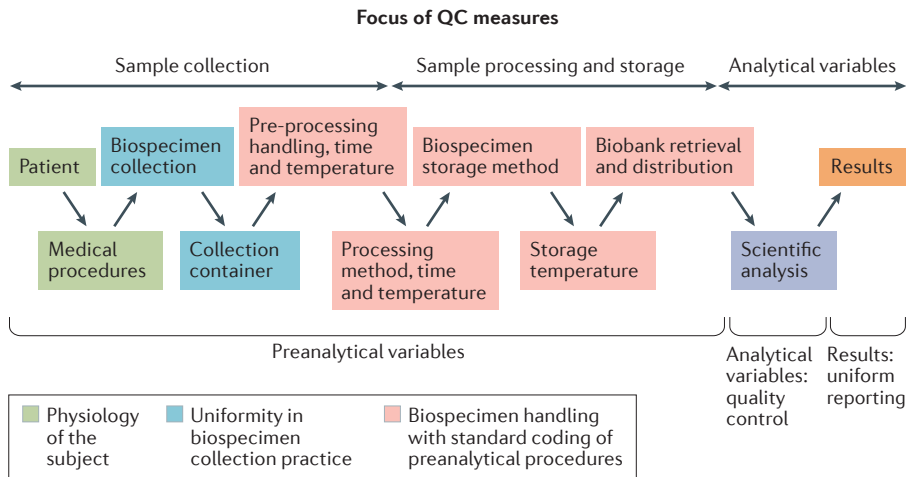 Focus of QC measures
Sample collection
Sample processing and storage
Analytical variables
Patient
Biospecimen
collection
Pre-processing
handling, time
and temperature
Biospecimen
storage method
Biobank retrieval
and distribution
Results
Medical
procedures
Collection
container
Processing
method, time
and temperature
Storage
temperature
Scientific
analysis
Preanalytical variables
Analytical
variables:
quality
control
Results:
uniform
reporting
Physiology
of the
subject
Uniformity in
biospecimen
collection practice
Biospecimen handling
with standard coding of
preanalytical procedures